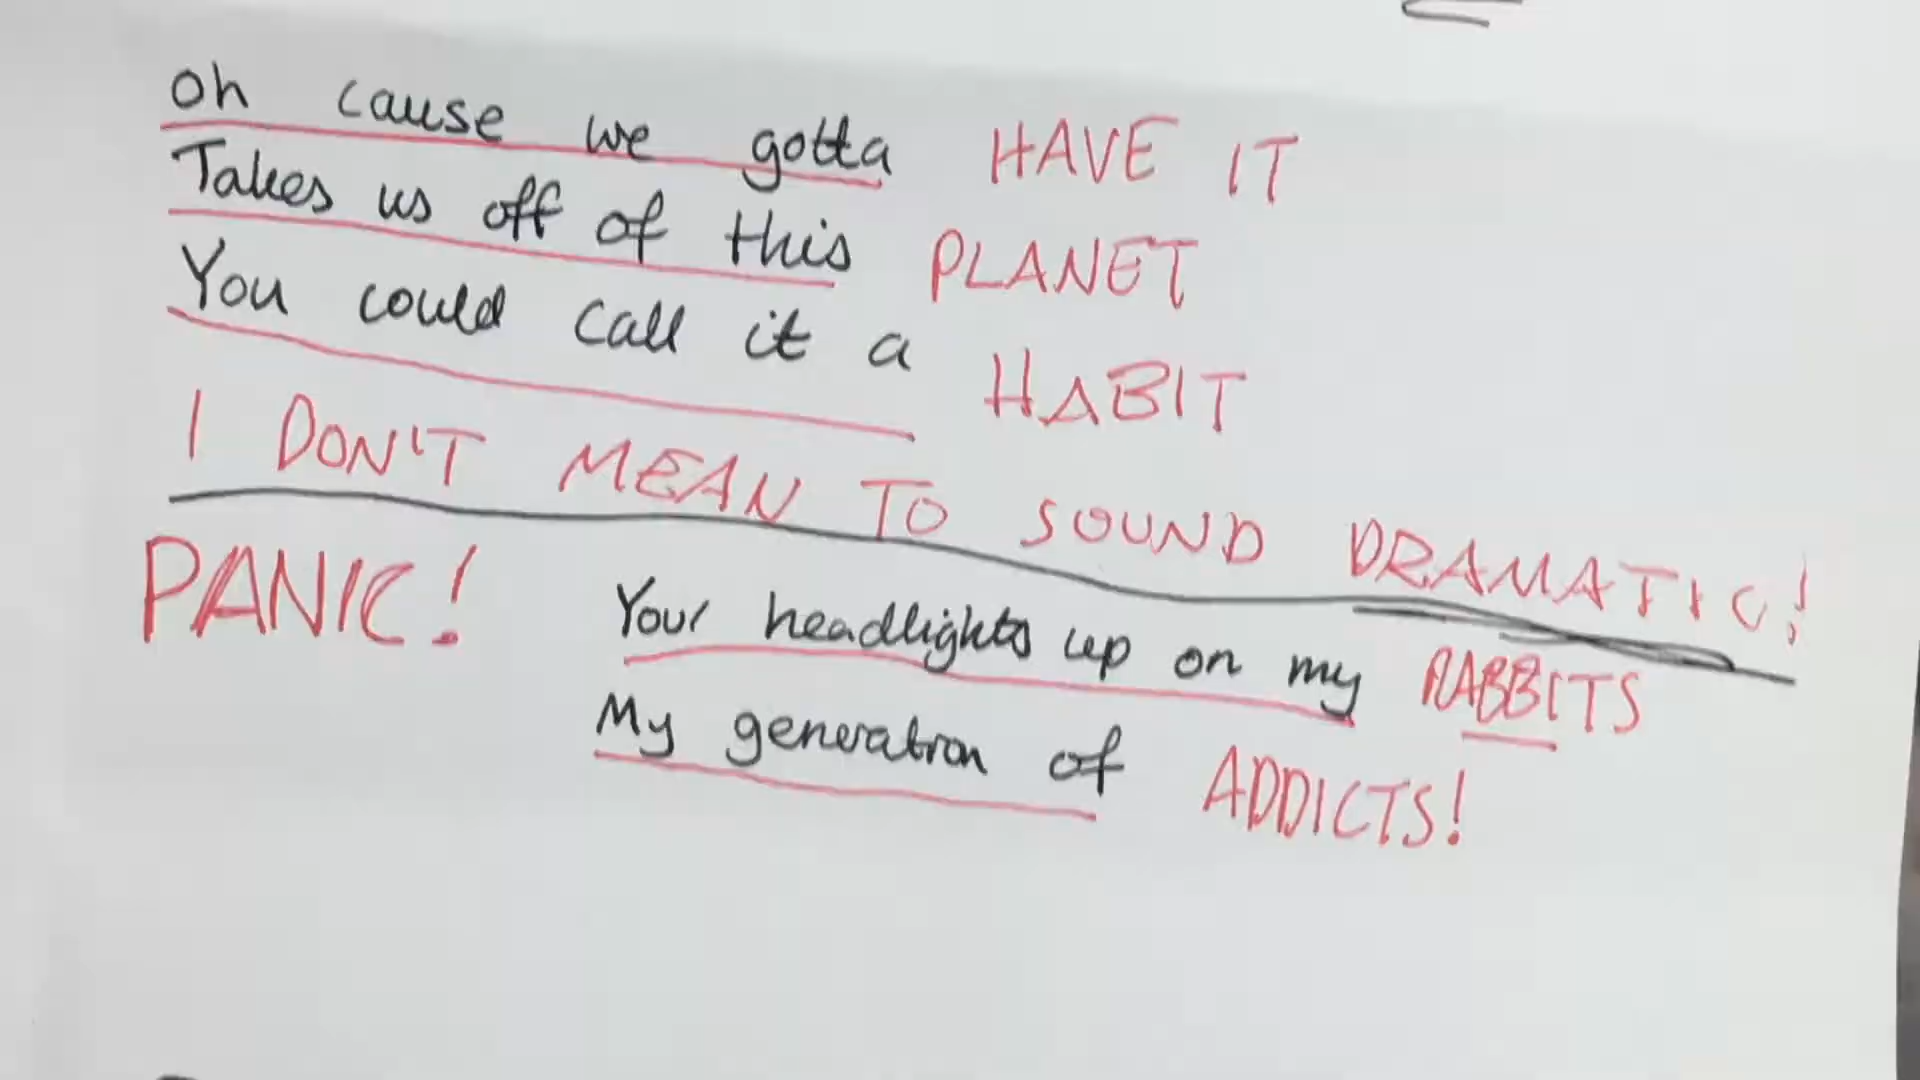 oh cause we gotta HAVE IT
Takes us off of this PLANET
You could call it a HABIT
I DON'T MEAN TO SOUND DRAMATIC!
PANIC! Your headlights up on my RABBITS
My generation of ADDICTS!